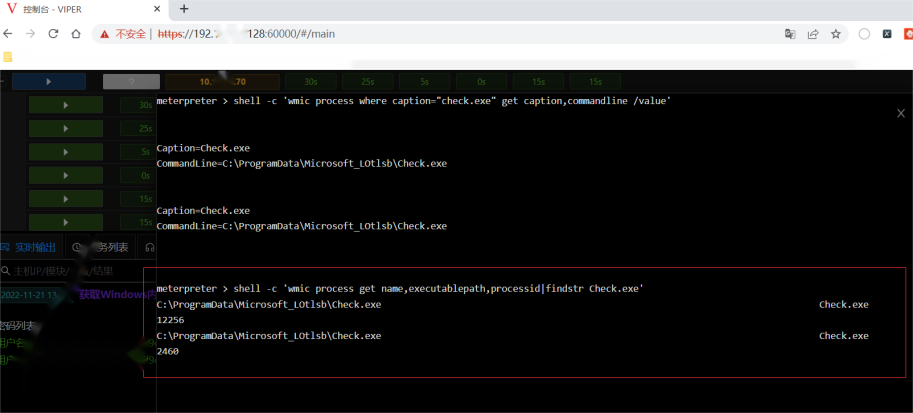 控制台 - VIPER
不安全 | https://192. 128:60000/#/main
10. .70 30s 25s 5s 0s 15s 15s
meterpreter > shell -c 'wmic process where caption="check.exe" get caption,commandline /value'
30s
25s
Caption=Check.exe
5s
CommandLine=C:\ProgramData\Microsoft_LOtlsb\Check.exe
0s
15s
Caption=Check.exe
15s
CommandLine=C:\ProgramData\Microsoft_LOtlsb\Check.exe
实时输出 务列表
主机IP/模块/ /结果
meterpreter > shell -c 'wmic process get name,executablepath,processid|findstr Check.exe'
2022-11-21 13 获取Windows内
C:\ProgramData\Microsoft_LOtlsb\Check.exe Check.exe
12256
密码列表
C:\ProgramData\Microsoft_LOtlsb\Check.exe Check.exe
用户名
2460
用户